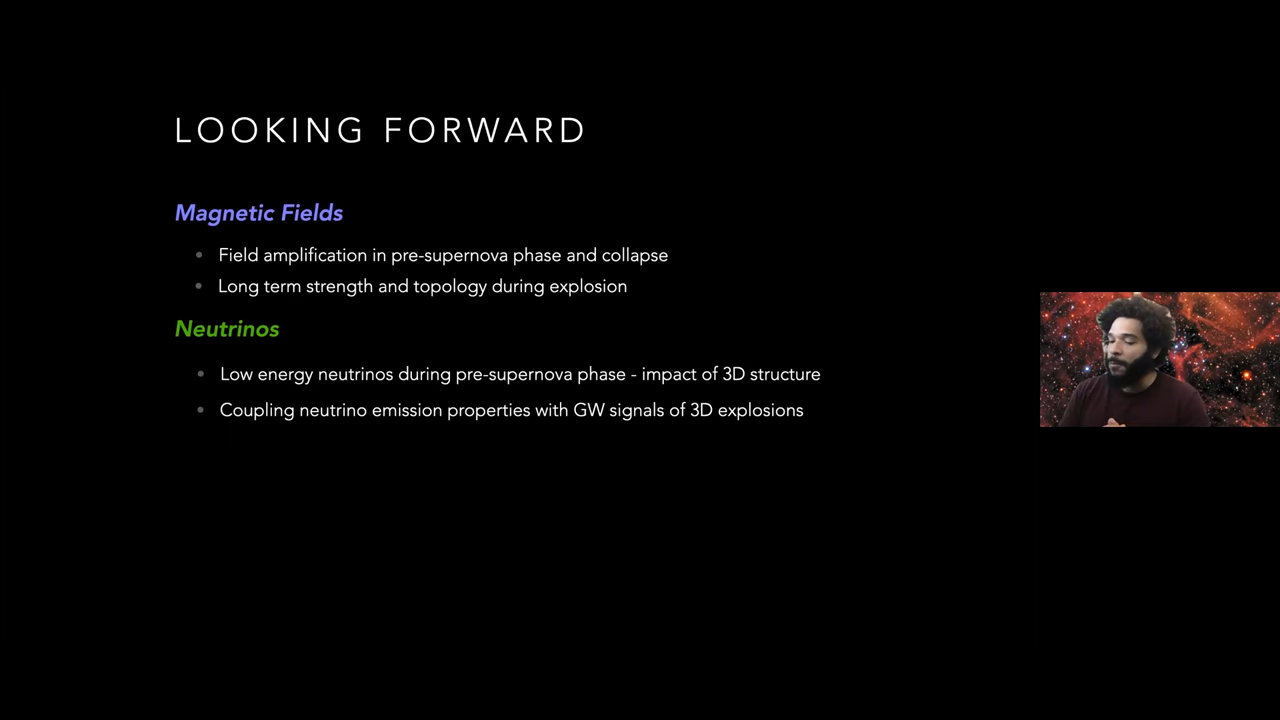 LOOKING FORWARD
Magnetic Fields
• Field amplification in pre-supernova phase and collapse
• Long term strength and topology during explosion
Neutrinos
• Low energy neutrinos during pre-supernova phase - impact of 3D structure
• Coupling neutrino emission properties with GW signals of 3D explosions